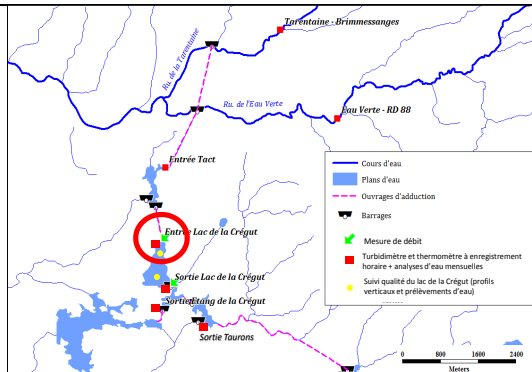 Tarentaine - Brimmessanges
Ru. de la Tarentaine
Ru. de l'Eau Verte
Eau Verte - RD 88
Entrée Tact
Entrée Lac de la Crégut
Sortie Lac de la Crégut
Sortie Etang de la Crégut
Sortie Taurons
Cours d'eau
Plans d'eau
Ouvrages d'adduction
Barrages
Mesure de débit
Turbidimètre et thermomètre à enregistrement
horaire + analyses d'eau mensuelles
Suivi qualité du lac de la Crégut (profils
verticaux et prélèvements d'eau)
0 800 1600 2400
Meters